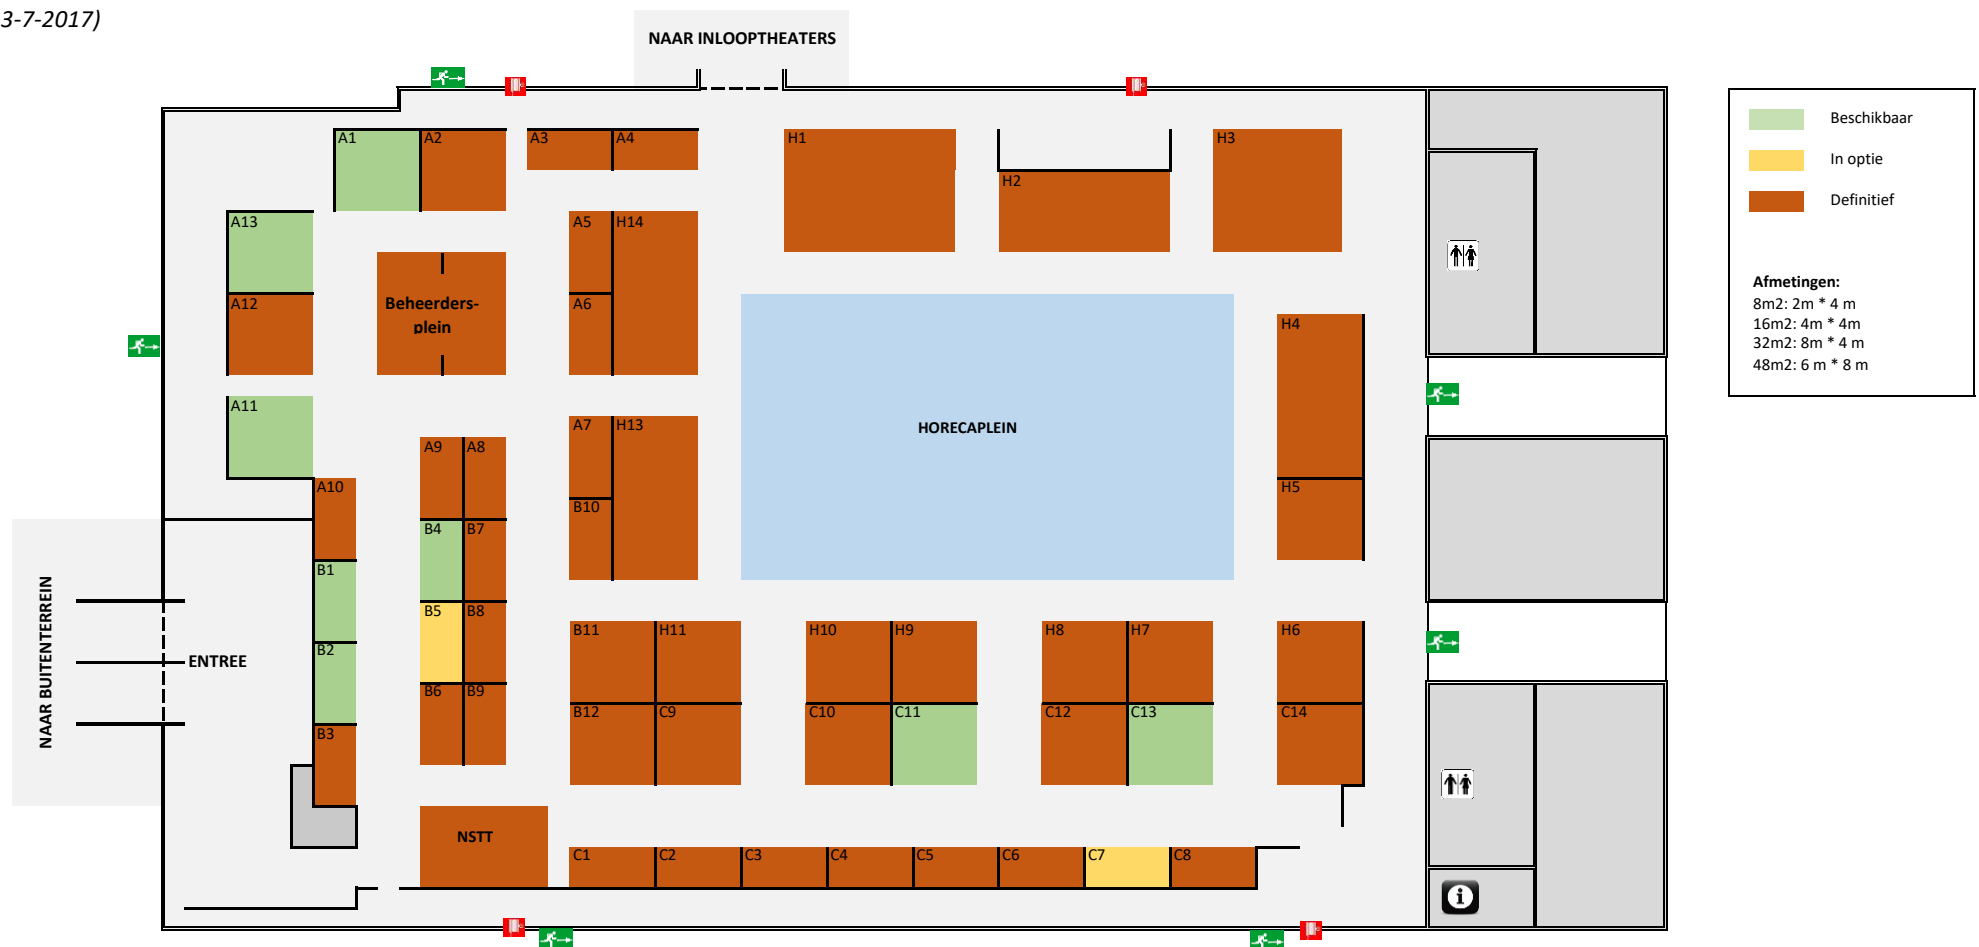 3-7-2017)
NAAR INLOOPTHEATERS
Beschikbaar
In optie
Definitief
Afmetingen:
8m2: 2m * 4 m
16m2: 4m * 4m
32m2: 8m * 4 m
48m2: 6 m * 8 m
A1
A2
A3
A4
H1
H2
H3
A13
A5
H14
A12
Beheerders-
plein
A6
H4
A11
A7
H13
HORECAPLEIN
A9
A8
A10
H5
B10
B4
B7
B1
B5
B8
B11
H11
H10
H9
H8
H7
H6
B2
ENTREE
NAAR BUITENTERREIN
B6
B9
B12
C9
C10
C11
C12
C13
C14
B3
NSTT
C1
C2
C3
C4
C5
C6
C7
C8